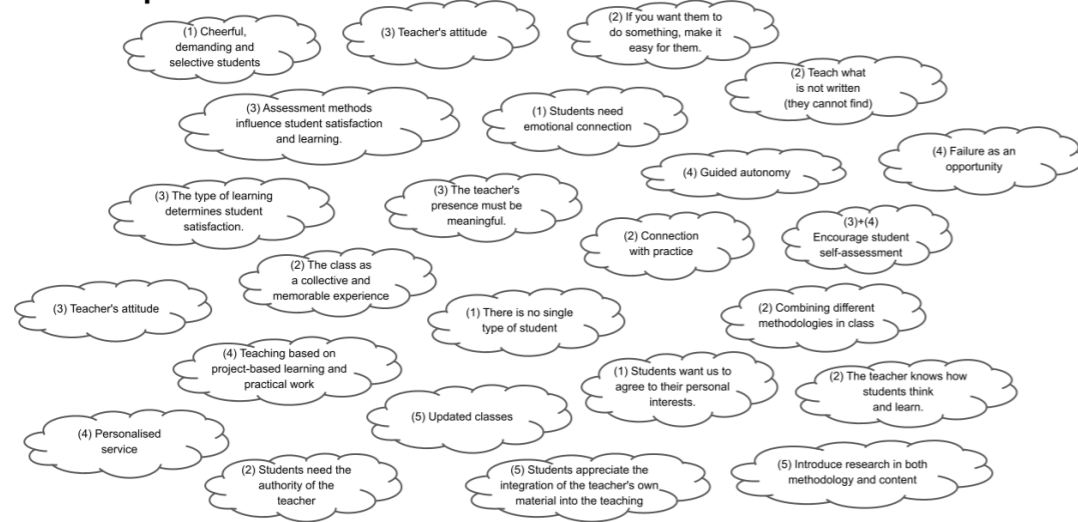 (1) Cheerful,
demanding and
selective students
(3) Teacher's attitude
(2) If you want them to
do something, make it
easy for them.
(2) Teach what
is not written
(they cannot find)
(3) Assessment methods
influence student satisfaction
and learning.
(1) Students need
emotional connection
(4) Failure as an
opportunity
(4) Guided autonomy
(3) The type of learning
determines student
satisfaction.
(3) The teacher's
presence must be
meaningful.
(2) Connection
with practice
(3)+(4)
Encourage student
self-assessment
(2) The class as
a collective and
memorable experience
(3) Teacher's attitude
(1) There is no single
type of student
(2) Combining different
methodologies in class
(4) Teaching based on
project-based learning and
practical work
(1) Students want us to
agree to their personal
interests.
(2) The teacher knows how
students think
and learn.
(5) Updated classes
(4) Personalised
service
(2) Students need the
authority of the
teacher
(5) Students appreciate the
integration of the teacher's own
material into the teaching
(5) Introduce research in both
methodology and content